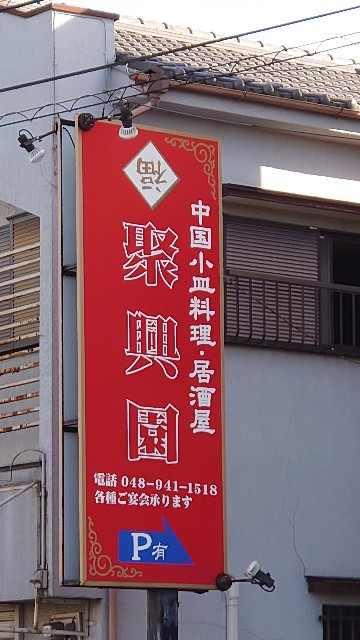 福
中国小皿料理・居酒屋
聚興園
電話 048-941-1518
各種ご宴会承ります
P有